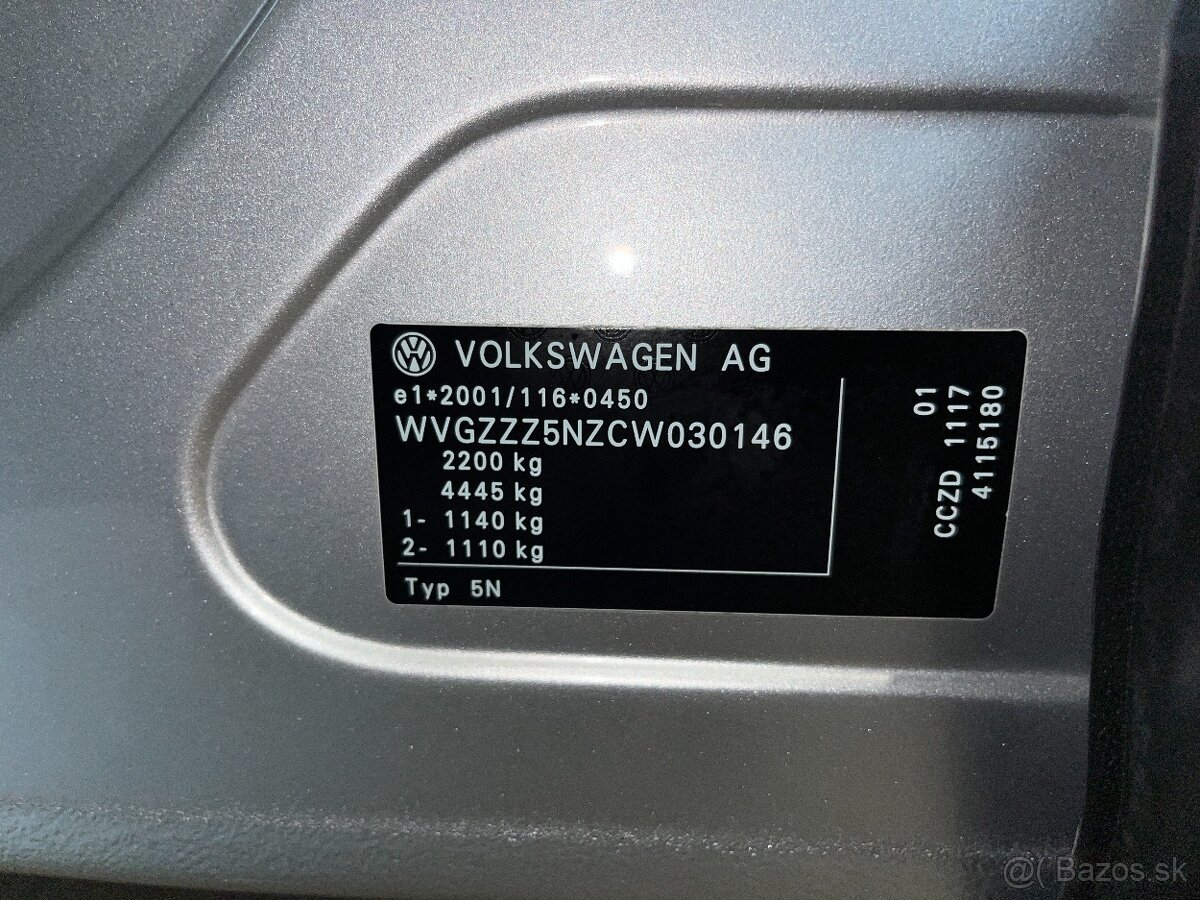 VOLKSWAGEN AG
e1*2001/116*0450
WVGZZZ5NZCW030146
2200 kg
4445 kg
1- 1140 kg
2- 1110 kg
Typ 5N
01
CCZD 1117
4115180
@( Bazos.sk